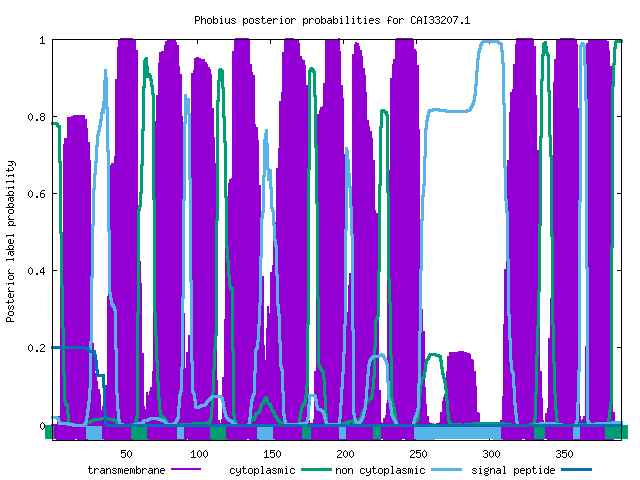 Phobius posterior probabilities for CAI33207.1
Posterior label probability
1
0.8
0.6
0.4
0.2
0
50 100 150 200 250 300 350
transmembrane cytoplasmic non cytoplasmic signal peptide